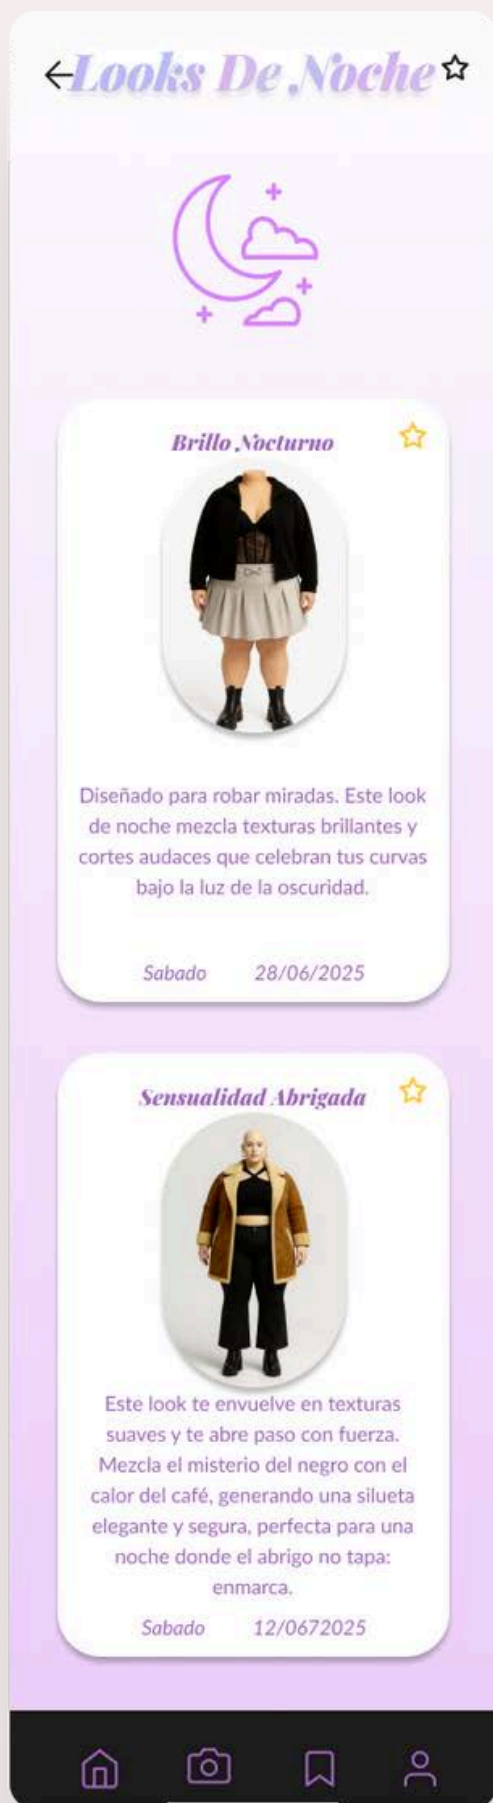 Looks De Noche
Brillo Nocturno
Diseñado para robar miradas. Este look
de noche mezcla texturas brillantes y
cortes audaces que celebran tus curvas
bajo la luz de la oscuridad.
Sabado 28/06/2025
Sensualidad Abrigada
Este look te envuelve en texturas
suaves y te abre paso con fuerza.
Mezcla el misterio del negro con el
calor del café, generando una silueta
elegante y segura, perfecta para una
noche donde el abrigo no tapa:
enmarca.
Sabado 12/0672025